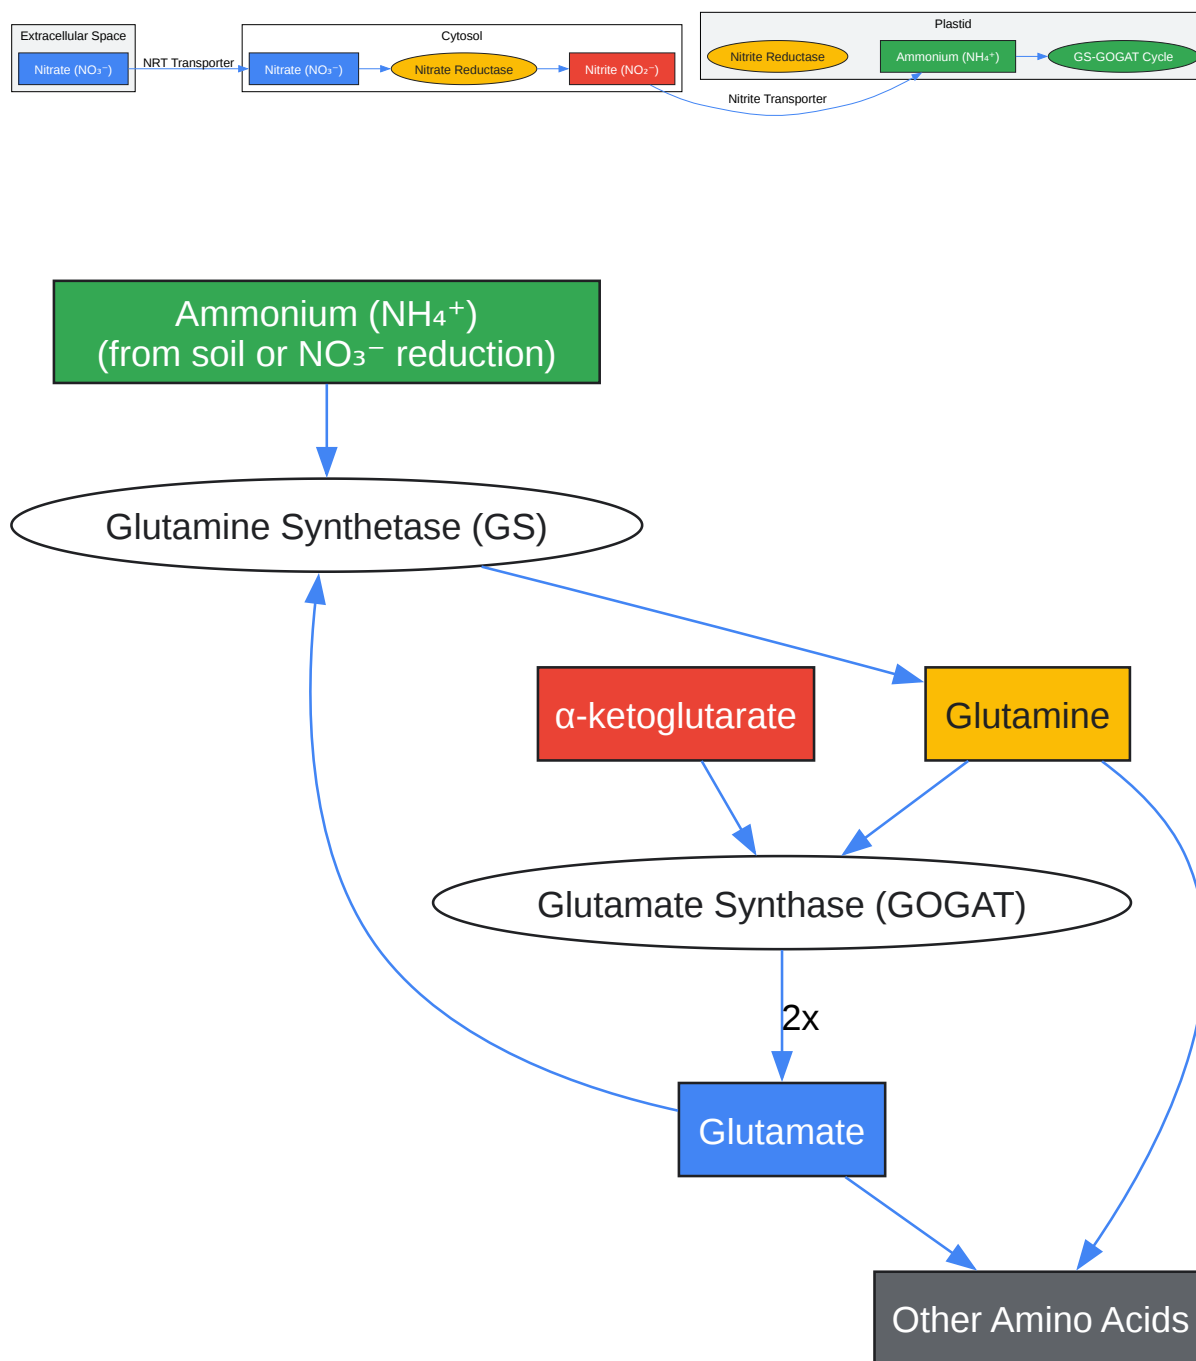 Extracellular Space
Nitrate (NO₃⁻)
NRT Transporter
Cytosol
Nitrate (NO₃⁻)
Nitrate Reductase
Nitrite (NO₂⁻)
Nitrite Transporter
Plastid
Nitrite Reductase
Ammonium (NH₄⁺)
GS-GOGAT Cycle
Ammonium (NH₄⁺)
(from soil or NO₃⁻ reduction)
Glutamine Synthetase (GS)
α-ketoglutarate
Glutamine
Glutamate Synthase (GOGAT)
2x
Glutamate
Other Amino Acids